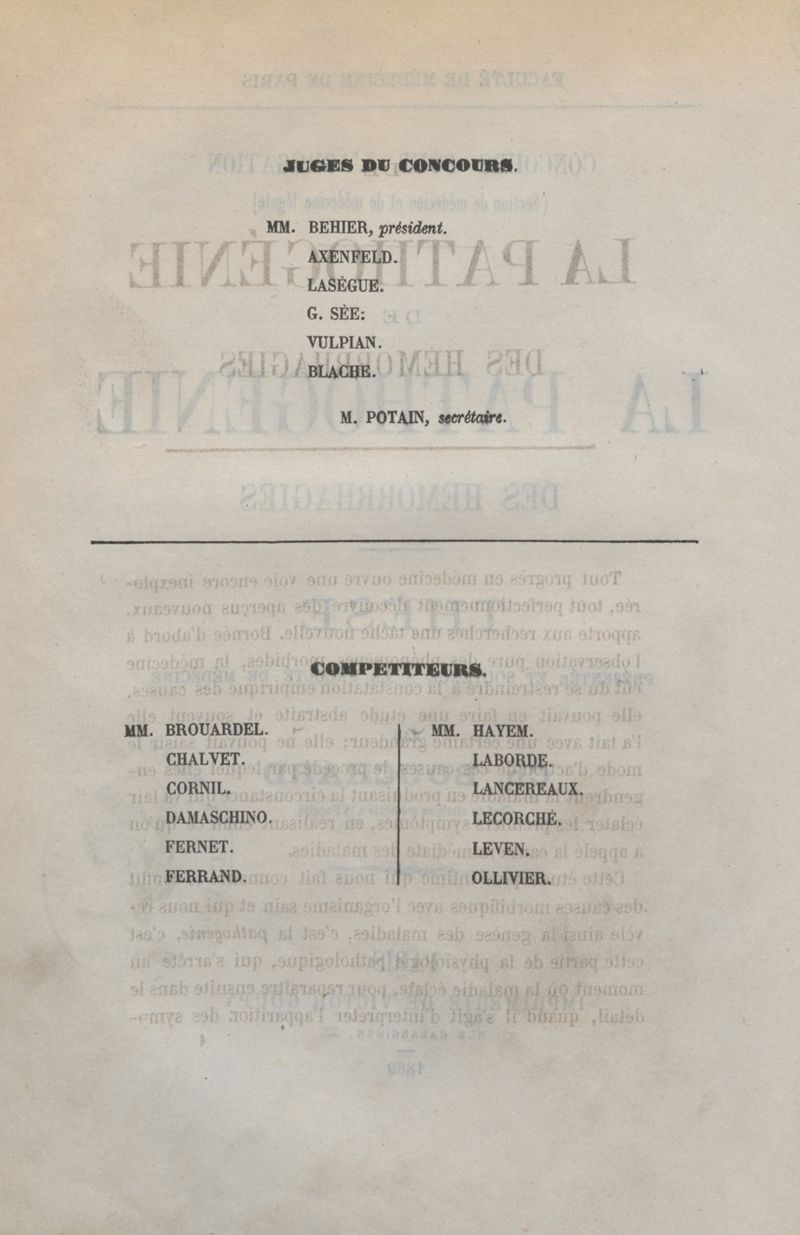 JUGES DU CONCOURS.
MM. BEHIER, président.
AXENFELD.
LASÈGUE.
G. SÈE:
VULPIAN.
BLACHE.
M. POTAIN, secrétaire.
COMPETITEURS.
MM. BROUARDEL.
CHALVET.
CORNIL.
DAMASCHINO.
FERNET.
FERRAND.
MM. HAYEM.
LABORDE.
LANCEREAUX.
LECORCHÉ.
LEVEN.
OLLIVIER.